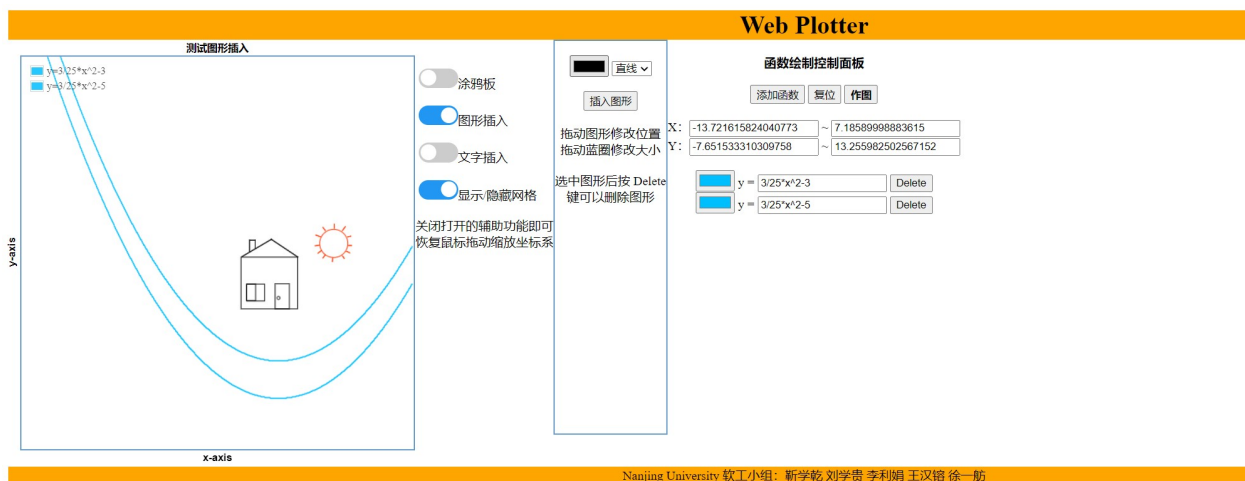 Web Plotter
测试图形插入
y=3/25*x^2-3
y=3/25*x^2-5
y-axis
x-axis
涂鸦板
图形插入
文字插入
显示/隐藏网格
关闭打开的辅助功能即可
恢复鼠标拖动缩放坐标系
直线
插入图形
拖动图形修改位置
拖动蓝圈修改大小
选中图形后按 Delete
键可以删除图形
函数绘制控制面板
添加函数 复位 作图
X: -13.721615824040773 ~ 7.18589998883615
Y: -7.651533310309758 ~ 13.255982502567152
y = 3/25*x^2-3 Delete
y = 3/25*x^2-5 Delete
Nanjing University 软工小组：靳学乾 刘学贵 李利娟 王汉镕 徐一舫